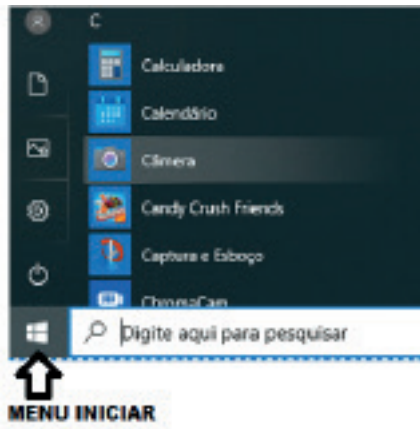 C
Calculadora
Calendário
Câmera
Candy Crush Friends
Captura e Esboço
ChromaCam
Digite aqui para pesquisar
MENU INICIAR